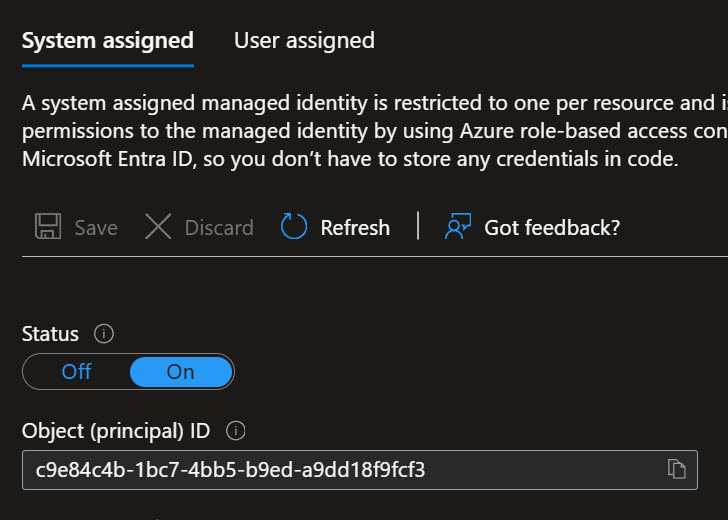 System assigned User assigned
A system assigned managed identity is restricted to one per resource and
permissions to the managed identity by using Azure role-based access
Microsoft Entra ID, so you don’t have to store any credentials in code.
Save Discard Refresh Got feedback?
Status
Off On
Object (principal) ID
c9e84c4b-1bc7-4bb5-b9ed-a9dd18f9fcf3